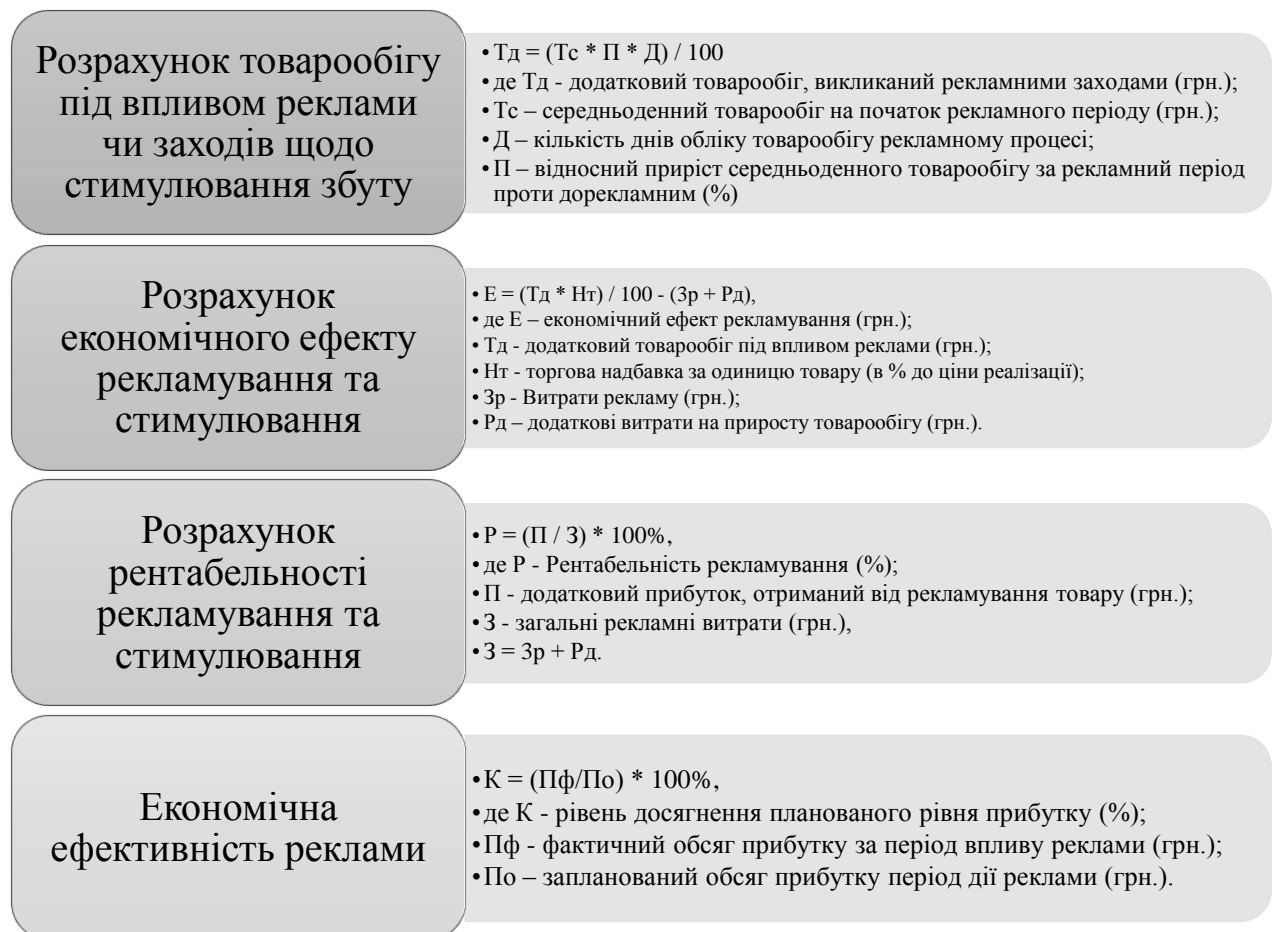 Розрахунок товарообігу
під впливом реклами
чи заходів щодо
стимулювання збуту
• Тд = (Тс * П * Д) / 100
• де Тд - додатковий товарообіг, викликаний рекламними заходами (грн.);
• Тс – середньоденний товарообіг на початок рекламного періоду (грн.);
• Д – кількість днів обліку товарообігу рекламному процесі;
• П – відносний приріст середньоденного товарообігу за рекламний період
проти дорекламним (%)
Розрахунок
економічного ефекту
рекламування та
стимулювання
• Е = (Тд * Нт) / 100 - (Зр + Рд),
• де Е – економічний ефект рекламування (грн.);
• Тд - додатковий товарообіг під впливом реклами (грн.);
• Нт - торгова надбавка за одиницю товару (в % до ціни реалізації);
• Зр - Витрати рекламу (грн.);
• Рд – додаткові витрати на приросту товарообігу (грн.).
Розрахунок
рентабельності
рекламування та
стимулювання
• Р = (П / З) * 100%,
• де Р - Рентабельність рекламування (%);
• П - додатковий прибуток, отриманий від рекламування товару (грн.);
• З - загальні рекламні витрати (грн.),
• З = Зр + Рд.
Економічна
ефективність реклами
• К = (Пф/По) * 100%,
• де К - рівень досягнення планованого рівня прибутку (%);
• Пф - фактичний обсяг прибутку за період впливу реклами (грн.);
• По – запланований обсяг прибутку період дії реклами (грн.).